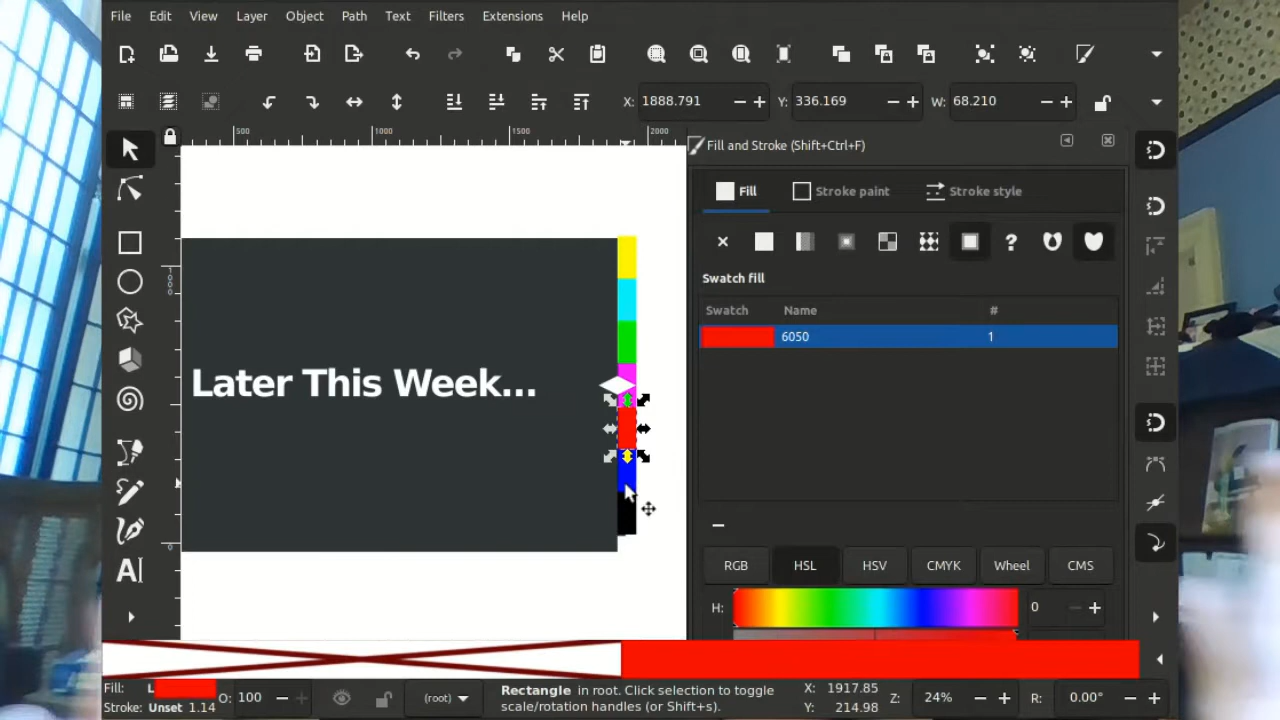 File Edit View Layer Object Path Text Filters Extensions Help
X: 1888.791 Y: 336.169 W: 68.210
500 1000 1500 2000
Fill and Stroke (Shift+Ctrl+F)
Fill Stroke paint Stroke style
Swatch fill
Swatch Name #
6050 1
1000
Later This Week...
0
RGB HSL HSV CMYK Wheel CMS
H: 0
Fill: L O: 100 (root) Rectangle in root. Click selection to toggle X: 1917.85 Z: 24% R: 0.00°
Stroke: Unset 1.14 scale/rotation handles (or Shift+s). Y: 214.98